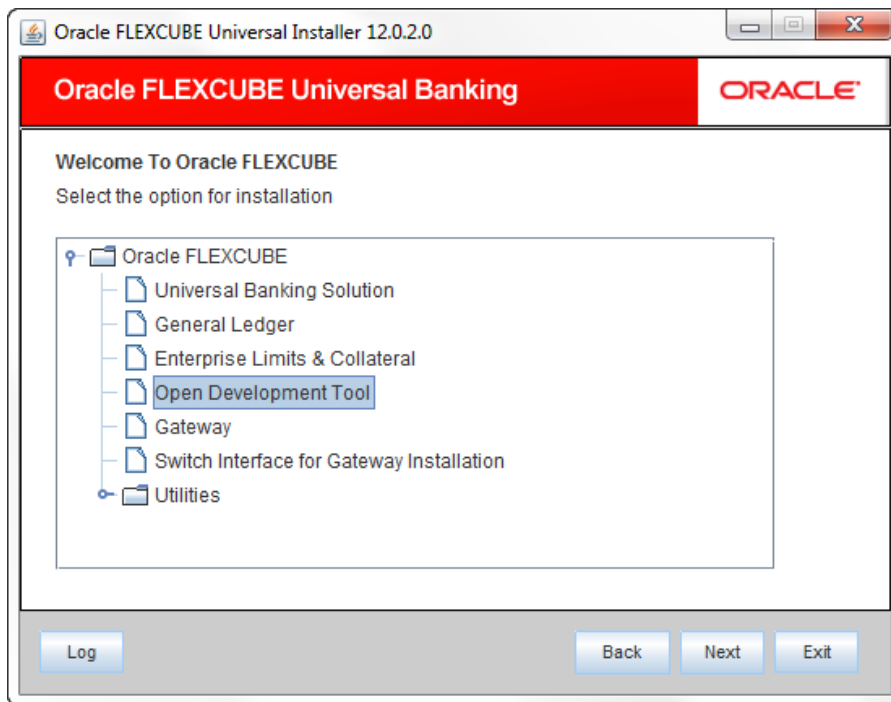 Oracle FLEXCUBE Universal Installer 12.0.2.0
Oracle FLEXCUBE Universal Banking
ORACLE
Welcome To Oracle FLEXCUBE
Select the option for installation
Oracle FLEXCUBE
Universal Banking Solution
General Ledger
Enterprise Limits & Collateral
Open Development Tool
Gateway
Switch Interface for Gateway Installation
Utilities
Log
Back
Next
Exit